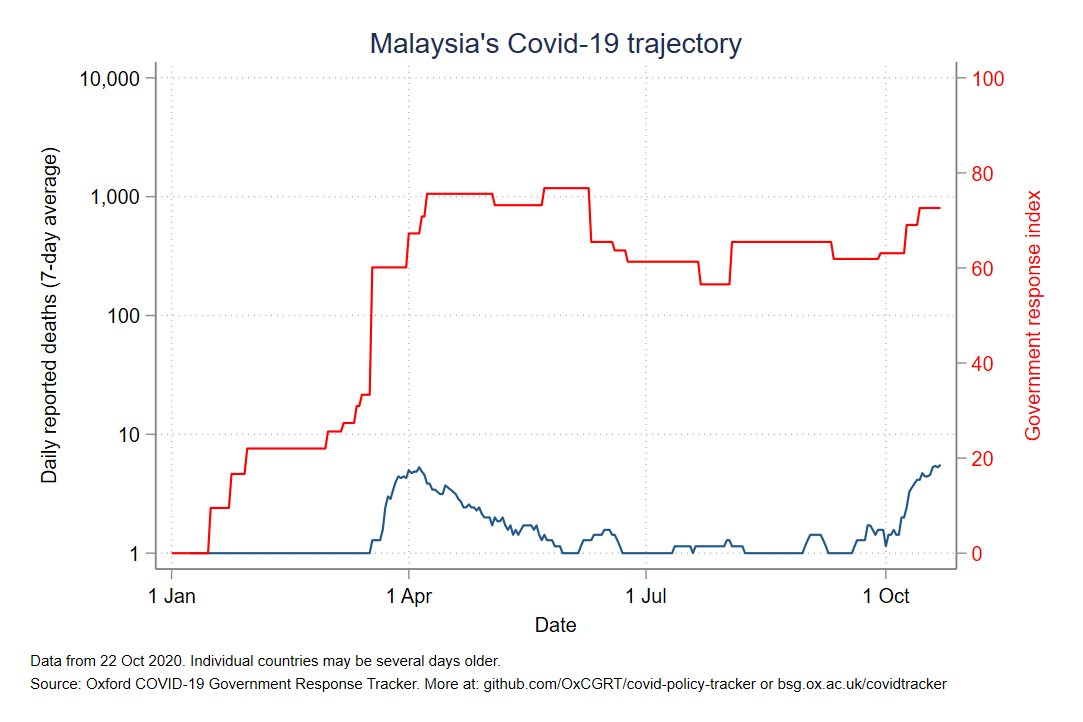 Malaysia's Covid-19 trajectory
Daily reported deaths (7-day average)
10,000
1,000
100
10
1
100
80
60
40
20
0
Government response index
1 Jan
1 Apr
1 Jul
1 Oct
Date
Data from 22 Oct 2020. Individual countries may be several days older.
Source: Oxford COVID-19 Government Response Tracker. More at: github.com/OxCGRT/covid-policy-tracker or bsg.ox.ac.uk/covidtracker